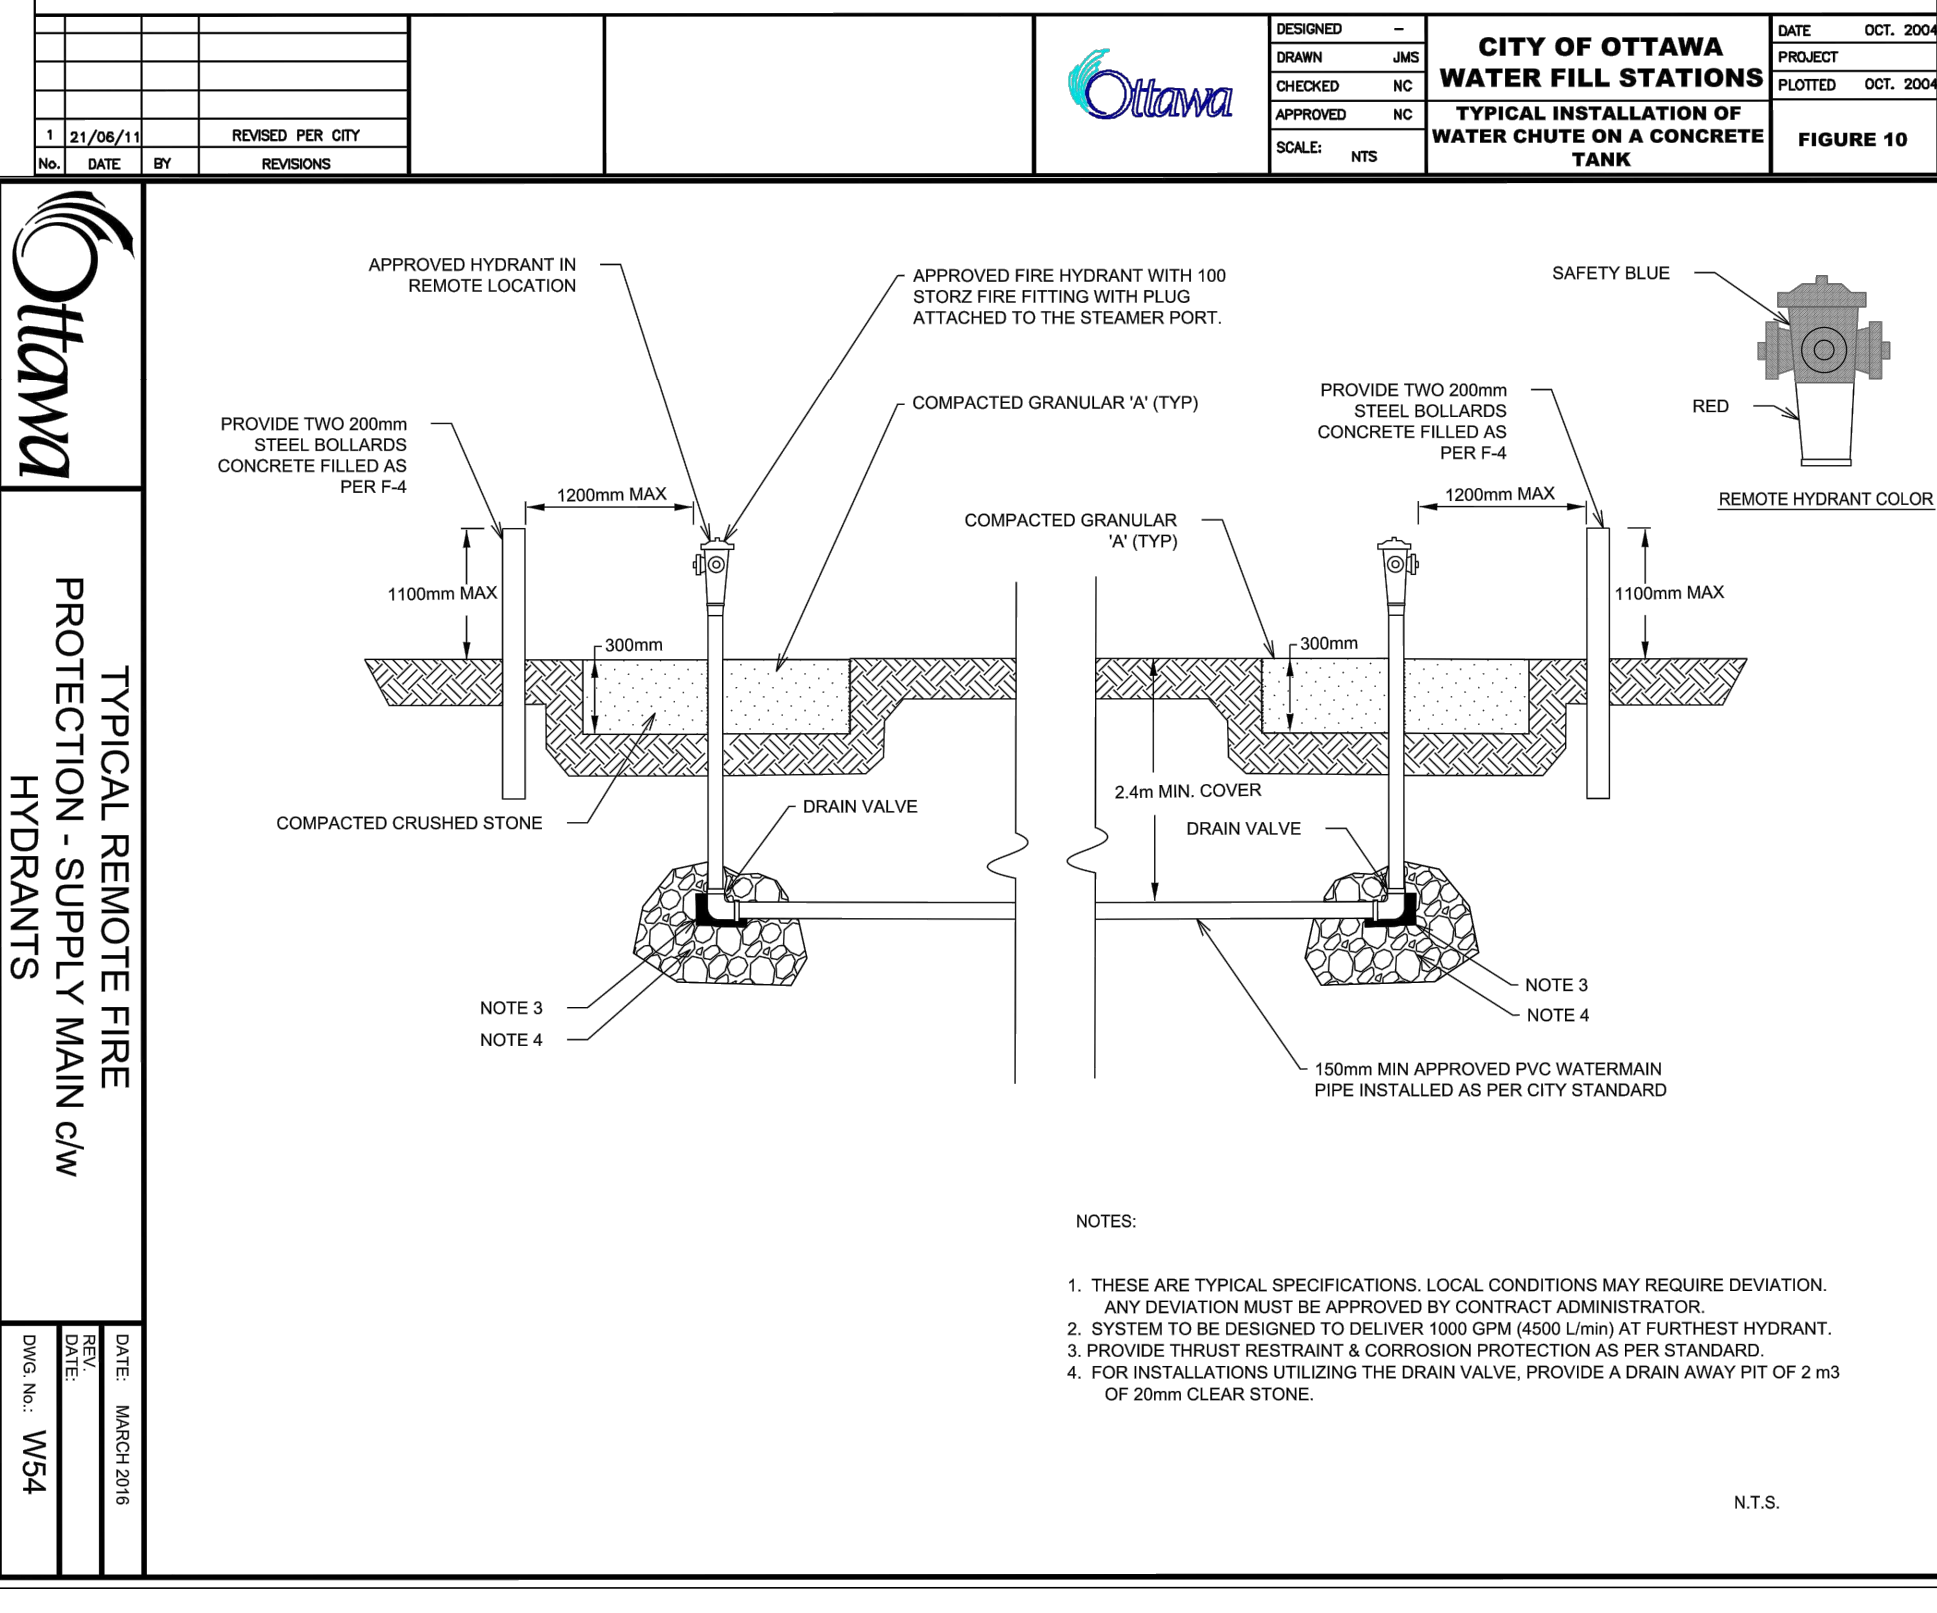 1 21/06/11 REVISED PER CITY
No. DATE BY REVISIONS
Ottawa
DESIGNED -
DRAWN JMS
CHECKED NC
APPROVED NC
SCALE: NTS
CITY OF OTTAWA
WATER FILL STATIONS
TYPICAL INSTALLATION OF
WATER CHUTE ON A CONCRETE
TANK
DATE OCT. 2004
PROJECT
PLOTTED OCT. 2004
FIGURE 10
Ottawa
TYPICAL REMOTE FIRE
PROTECTION - SUPPLY MAIN c/w
HYDRANTS
DATE: MARCH 2016
REV.
DATE:
DWG. No.: W54
APPROVED HYDRANT IN
REMOTE LOCATION
APPROVED FIRE HYDRANT WITH 100
STORZ FIRE FITTING WITH PLUG
ATTACHED TO THE STEAMER PORT.
SAFETY BLUE
RED
REMOTE HYDRANT COLOR
COMPACTED GRANULAR 'A' (TYP)
PROVIDE TWO 200mm
STEEL BOLLARDS
CONCRETE FILLED AS
PER F-4
PROVIDE TWO 200mm
STEEL BOLLARDS
CONCRETE FILLED AS
PER F-4
1200mm MAX
1200mm MAX
COMPACTED GRANULAR
'A' (TYP)
1100mm MAX
1100mm MAX
300mm
300mm
2.4m MIN. COVER
DRAIN VALVE
COMPACTED CRUSHED STONE
DRAIN VALVE
NOTE 3
NOTE 4
NOTE 3
NOTE 4
150mm MIN APPROVED PVC WATERMAIN
PIPE INSTALLED AS PER CITY STANDARD
NOTES:
1. THESE ARE TYPICAL SPECIFICATIONS. LOCAL CONDITIONS MAY REQUIRE DEVIATION.
ANY DEVIATION MUST BE APPROVED BY CONTRACT ADMINISTRATOR.
2. SYSTEM TO BE DESIGNED TO DELIVER 1000 GPM (4500 L/min) AT FURTHEST HYDRANT.
3. PROVIDE THRUST RESTRAINT & CORROSION PROTECTION AS PER STANDARD.
4. FOR INSTALLATIONS UTILIZING THE DRAIN VALVE, PROVIDE A DRAIN AWAY PIT OF 2 m3
OF 20mm CLEAR STONE.
N.T.S.